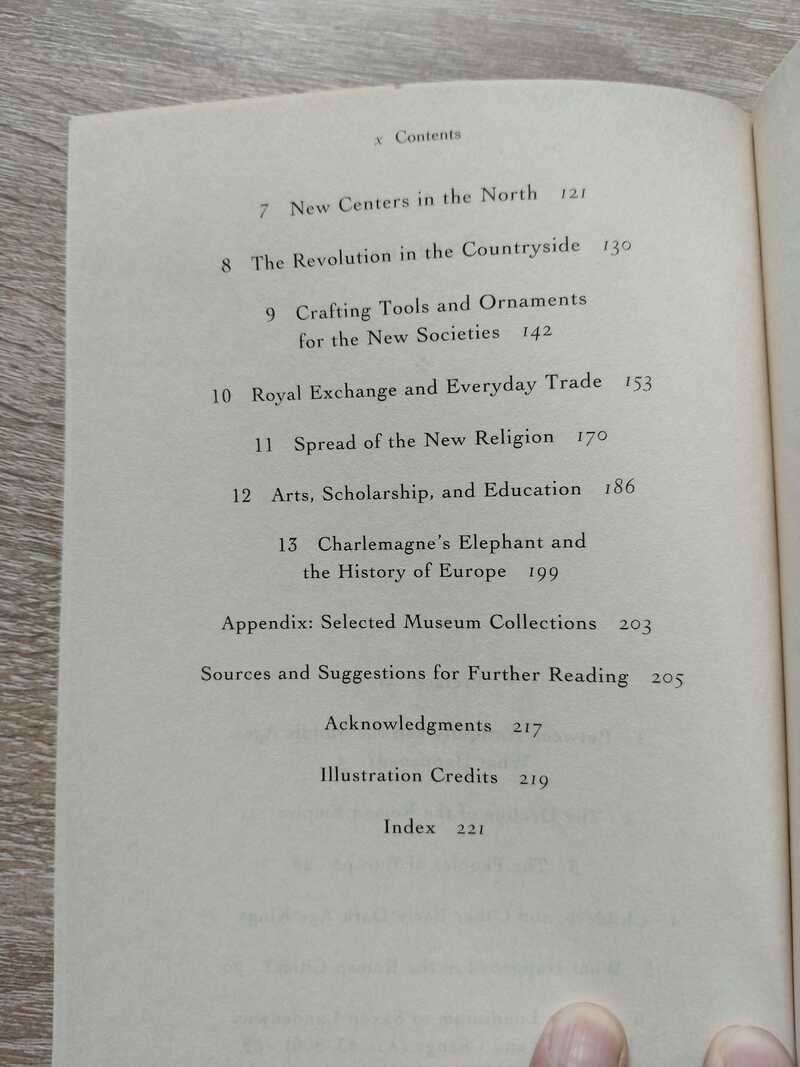 x Contents
7 New Centers in the North 121
8 The Revolution in the Countryside 130
9 Crafting Tools and Ornaments
for the New Societies 142
10 Royal Exchange and Everyday Trade 153
11 Spread of the New Religion 170
12 Arts, Scholarship, and Education 186
13 Charlemagne's Elephant and
the History of Europe 199
Appendix: Selected Museum Collections 203
Sources and Suggestions for Further Reading 205
Acknowledgments 217
Illustration Credits 219
Index 221